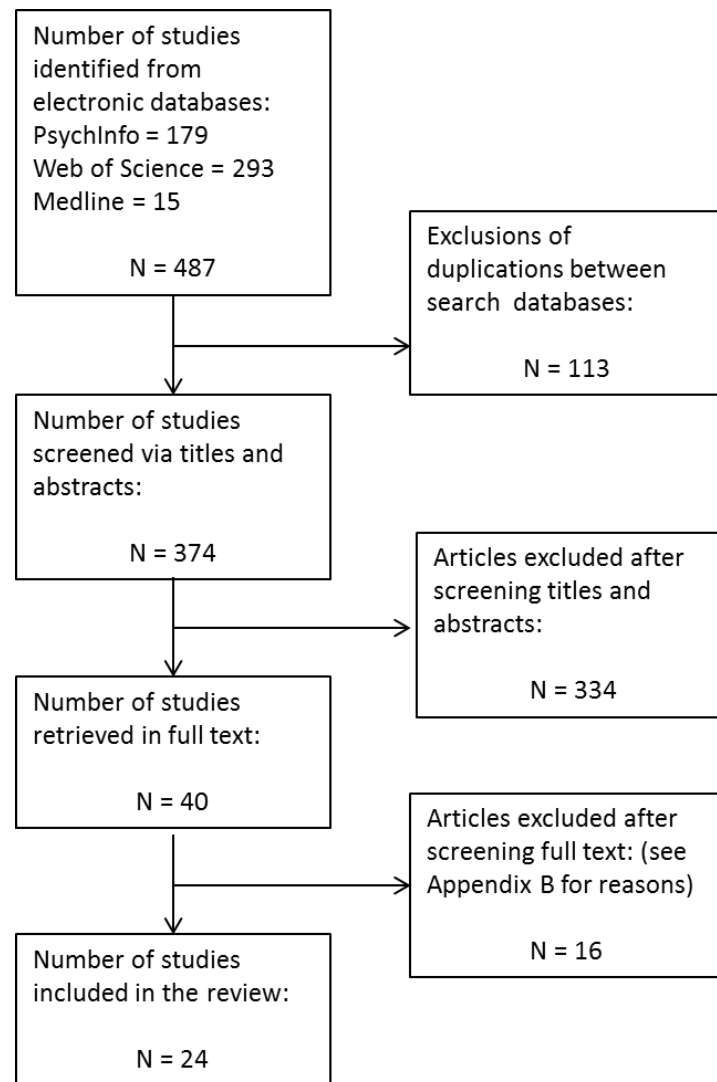 Number of studies
identified from
electronic databases:
PsychInfo = 179
Web of Science = 293
Medline = 15
N = 487
Exclusions of
duplications between
search databases:
N = 113
Number of studies
screened via titles and
abstracts:
N = 374
Articles excluded after
screening titles and
abstracts:
N = 334
Number of studies
retrieved in full text:
N = 40
Articles excluded after
screening full text: (see
Appendix B for reasons)
N = 16
Number of studies
included in the review:
N = 24